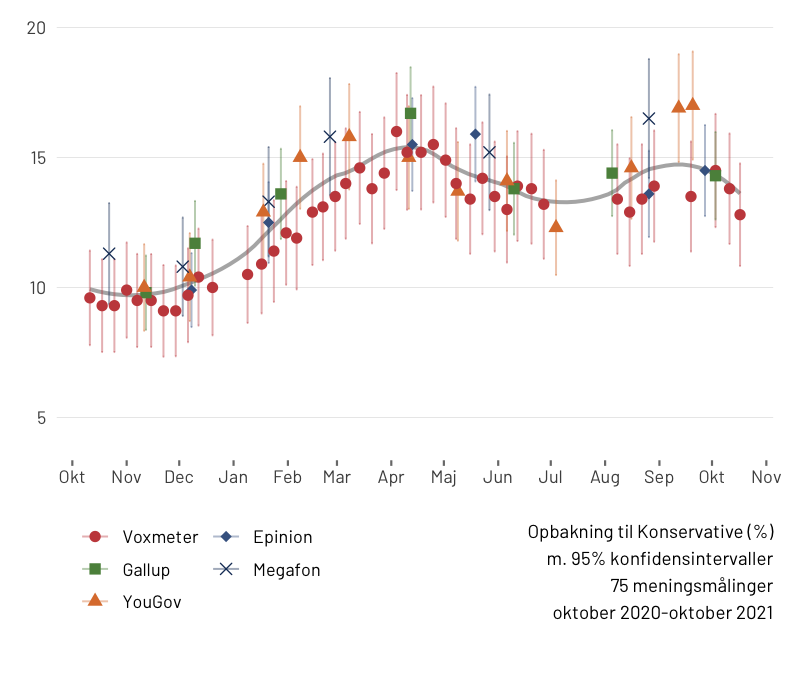 20
15
10
5
Okt Nov Dec Jan Feb Mar Apr Maj Jun Jul Aug Sep Okt Nov
Voxmeter Epinion
Gallup Megafon
YouGov
Opbakning til Konservative (%)
m. 95% konfidensintervaller
75 meningsmålinger
oktober 2020-oktober 2021